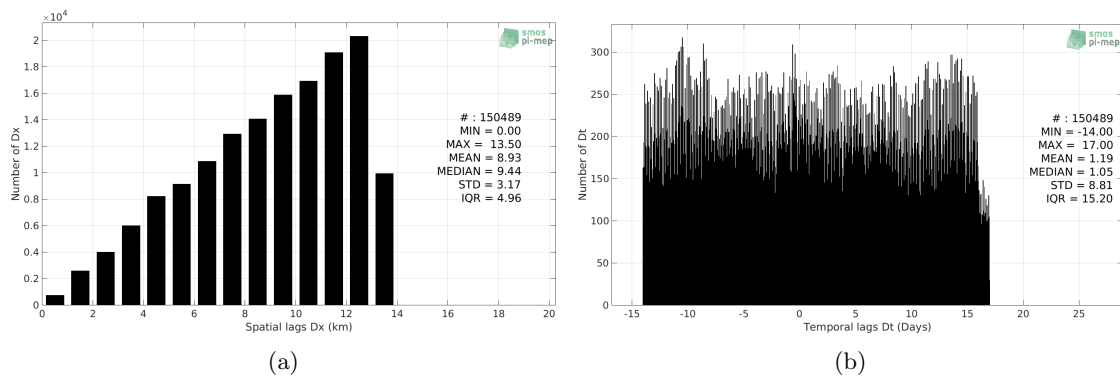 ×10⁴
2
1.8
1.6
1.4
1.2
1
0.8
0.6
0.4
0.2
0
Number of Dx
0 2 4 6 8 10 12 14 16 18 20
Spatial lags Dx (km)
smos
pi-mep
# : 150489
MIN = 0.00
MAX = 13.50
MEAN = 8.93
MEDIAN = 9.44
STD = 3.17
IQR = 4.96
(a)
300
250
200
150
100
50
0
Number of Dt
-15 -10 -5 0 5 10 15 20 25
Temporal lags Dt (Days)
smos
pi-mep
# : 150489
MIN = -14.00
MAX = 17.00
MEAN = 1.19
MEDIAN = 1.05
STD = 8.81
IQR = 15.20
(b)